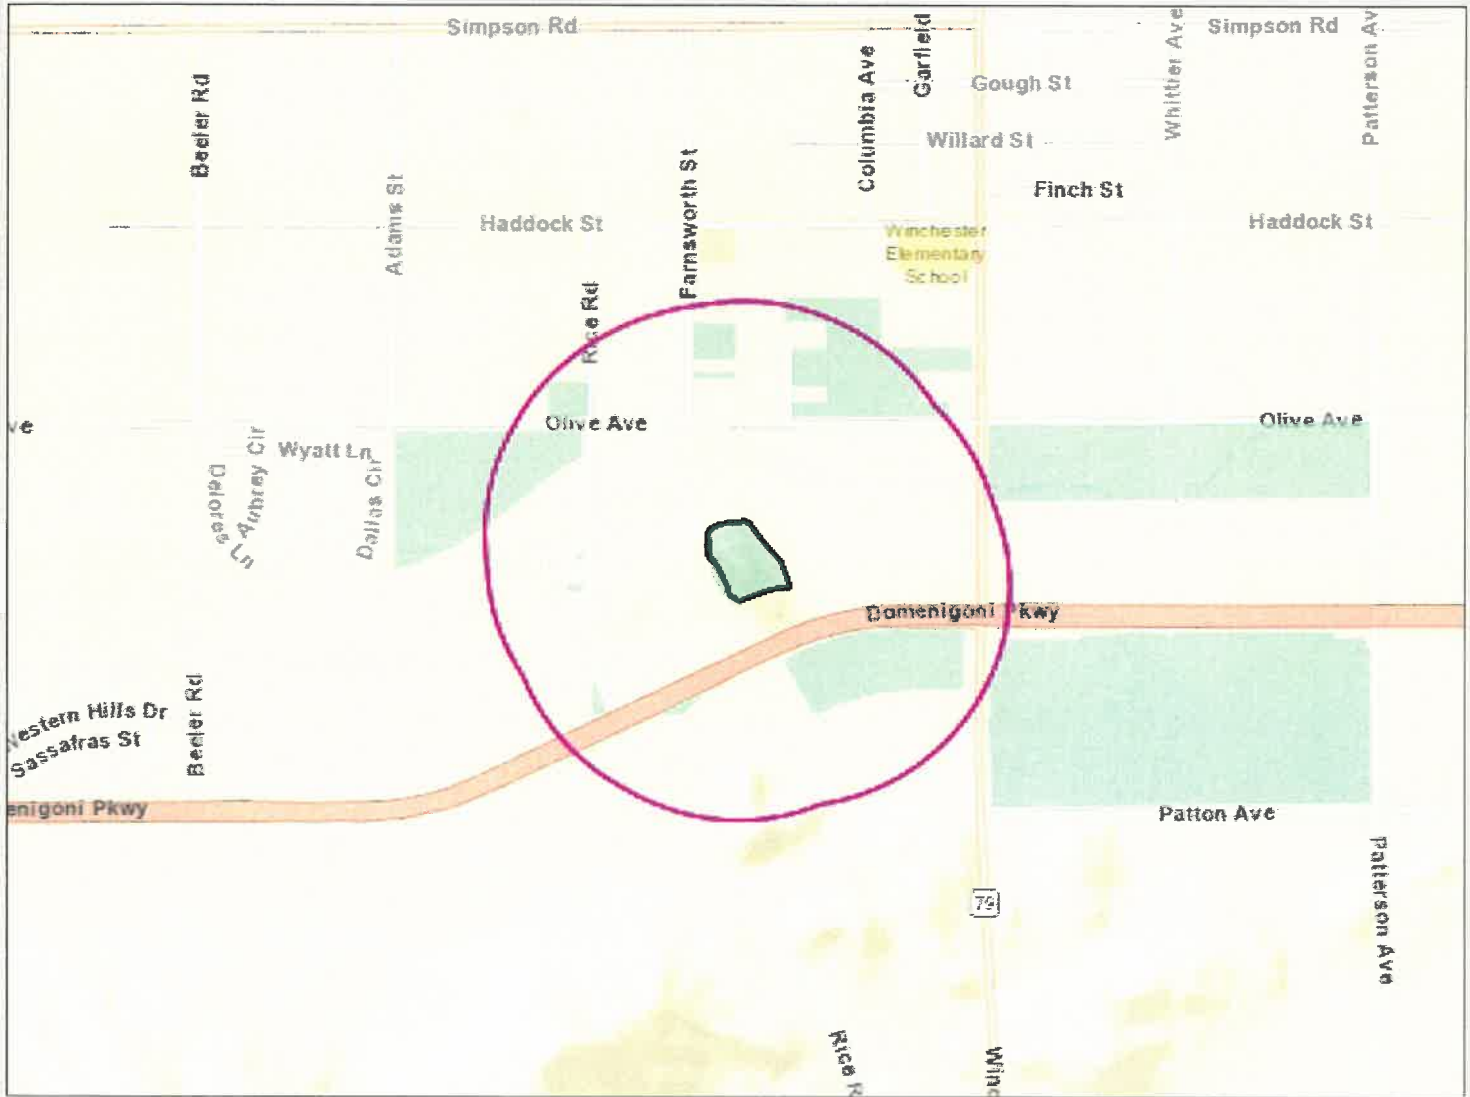 Simpson Rd
Simpson Rd
Garfield
Whittier Ave
Patterson Av
Columbia Ave
Beeler Rd
Gough St
Willard St
Finch St
Farnsworth St
Adams St
Haddock St
Haddock St
Winchester
Elementary
School
Rice Rd
ve
Olive Ave
Olive Ave
Wyatt Ln
Aubrey Cir
Delores Ln
Dallas Cir
Domenigoni Pkwy
Western Hills Dr
Sassafras St
Beeler Rd
enigoni Pkwy
Patton Ave
Patterson Ave
79
Rice R
Winc